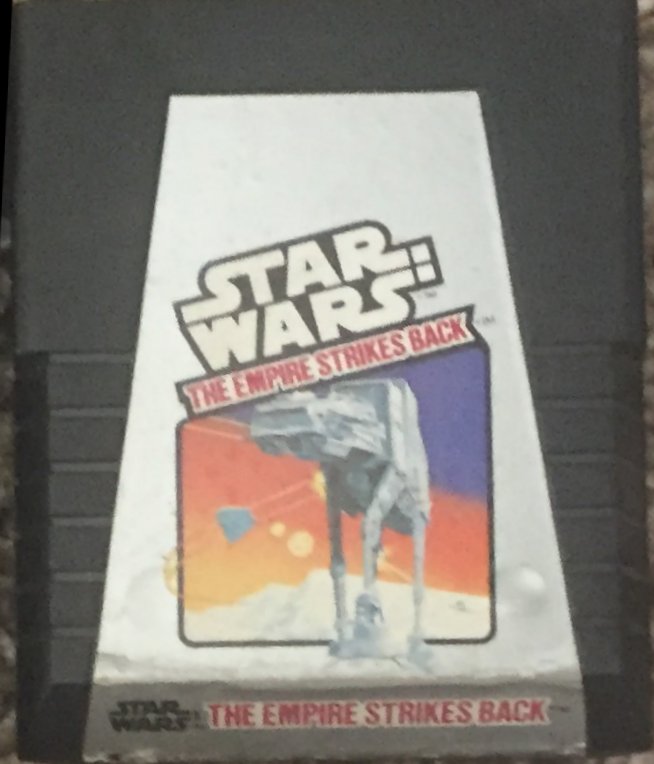 STAR
WARS
THE EMPIRE STRIKES BACK
STAR
WARS
THE EMPIRE STRIKES BACK